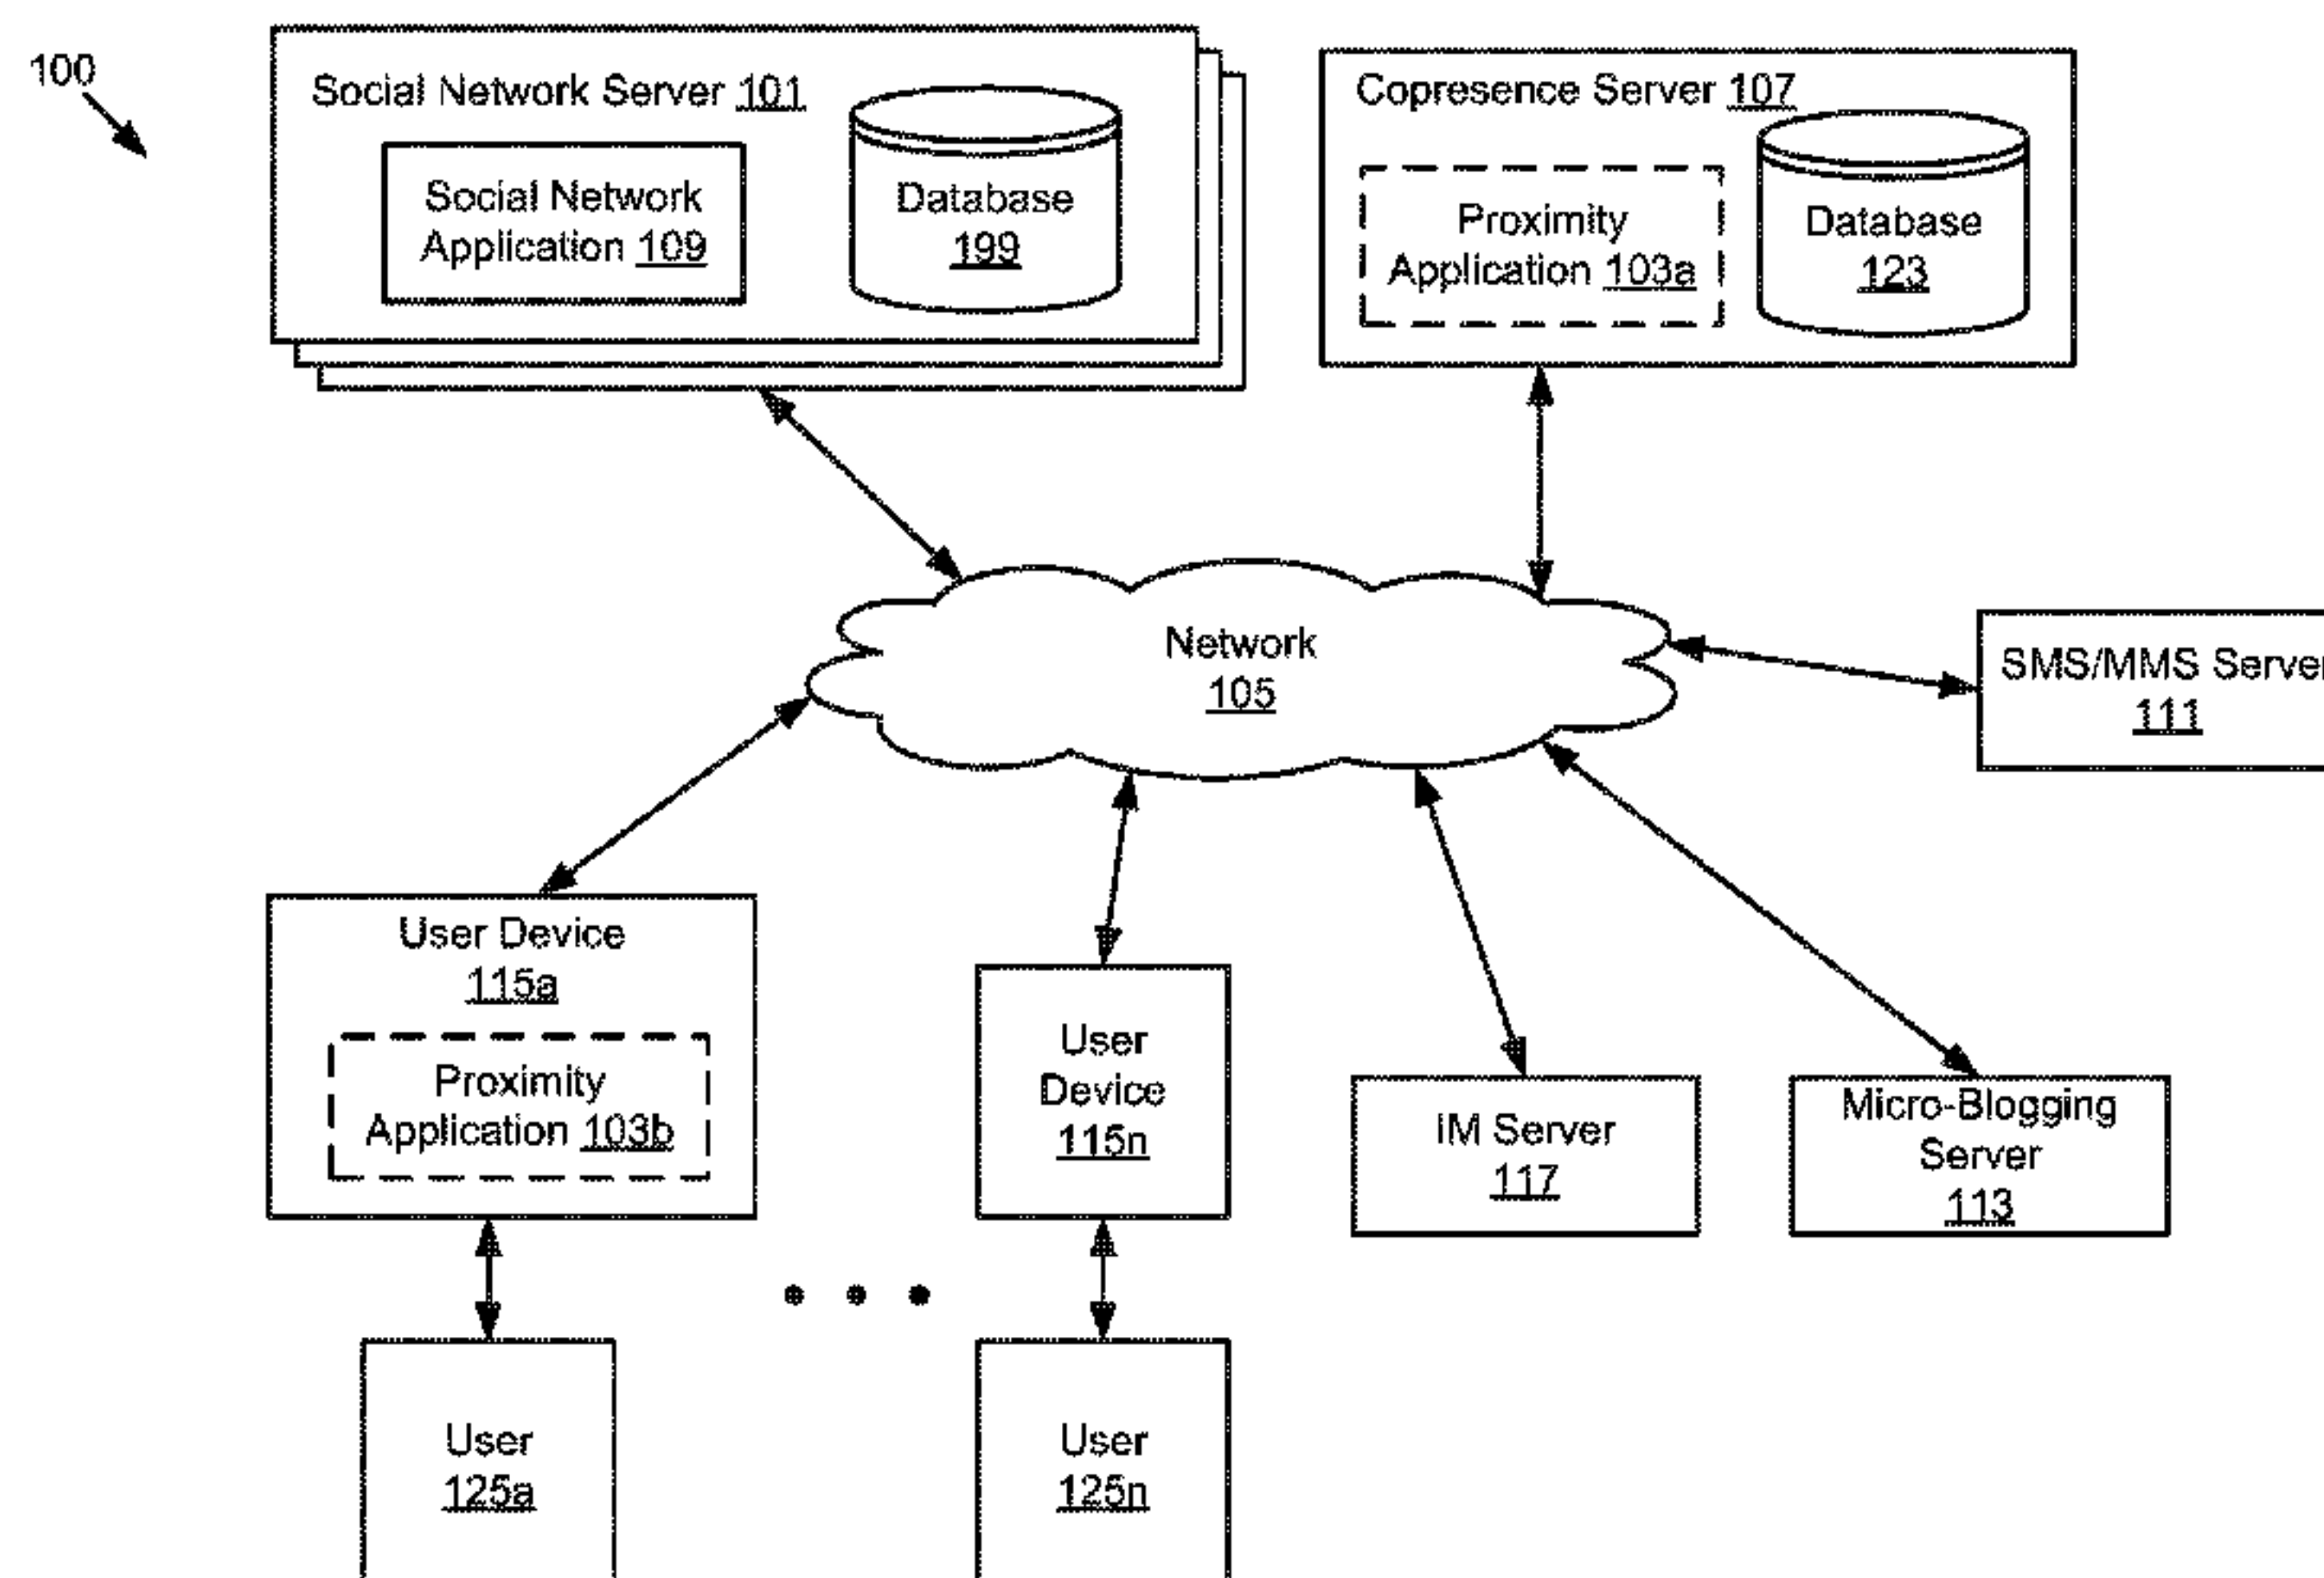 100
Social Network Server 101
Social Network
Application 109
Database
199
Copresence Server 107
Proximity
Application 103a
Database
123
Network
105
SMS/MMS Server
111
User Device
115a
Proximity
Application 103b
User
Device
115n
IM Server
117
Micro-Blogging
Server
113
User
125a
User
125n